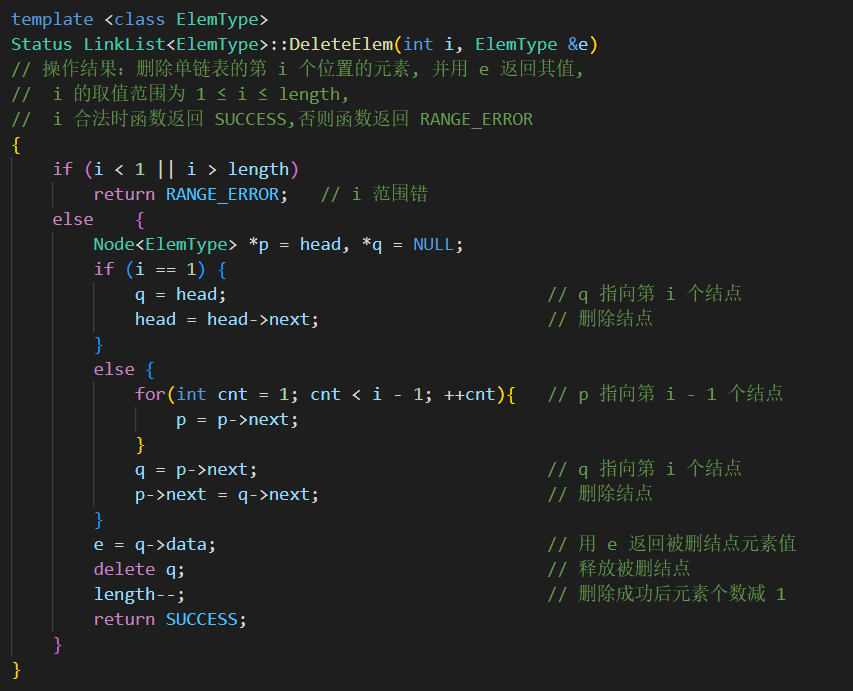 template <class ElemType>
Status LinkList<ElemType>::DeleteElem(int i, ElemType &e)
// 操作结果：删除单链表的第 i 个位置的元素, 并用 e 返回其值,
//  i 的取值范围为 1 ≤ i ≤ length,
//  i 合法时函数返回 SUCCESS,否则函数返回 RANGE_ERROR
{
    if (i < 1 || i > length)
        return RANGE_ERROR;   // i 范围错
    else    {
        Node<ElemType> *p = head, *q = NULL;
        if (i == 1) {
            q = head;                               // q 指向第 i 个结点
            head = head->next;                      // 删除结点
        }
        else {
            for(int cnt = 1; cnt < i - 1; ++cnt){   // p 指向第 i - 1 个结点
                p = p->next;
            }
            q = p->next;                            // q 指向第 i 个结点
            p->next = q->next;                      // 删除结点
        }
        e = q->data;                                // 用 e 返回被删结点元素值
        delete q;                                   // 释放被删结点
        length--;                                   // 删除成功后元素个数减 1
        return SUCCESS;
    }
}